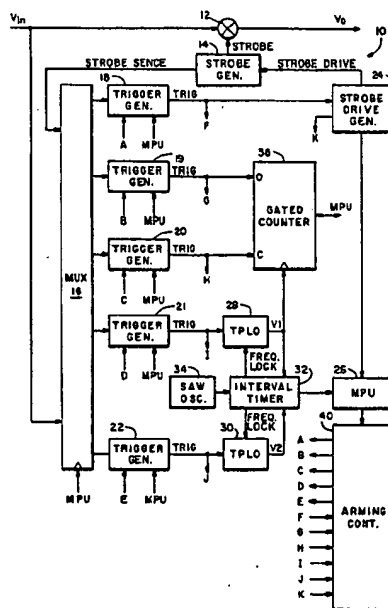 Vin
12
Vo
10
14
STROBE
STROBE SENCE
STROBE GEN.
STROBE DRIVE
24
18
TRIGGER GEN.
TRIG
STROBE DRIVE GEN.
A
MPU
F
K
19
TRIGGER GEN.
TRIG
36
O
B
MPU
G
GATED COUNTER
MPU
20
TRIGGER GEN.
TRIG
C
C
MPU
H
MUX 16
21
TRIGGER GEN.
TRIG
28
TPLO
V1
D
MPU
I
FREQ. LOCK
34
SAW OSC.
32
INTERVAL TIMER
26
MPU
FREQ. LOCK
22
TRIGGER GEN.
TRIG
30
TPLO
V2
40
MPU
E
MPU
J
ARMING CONT.
A
B
C
D
E
F
G
H
I
J
K